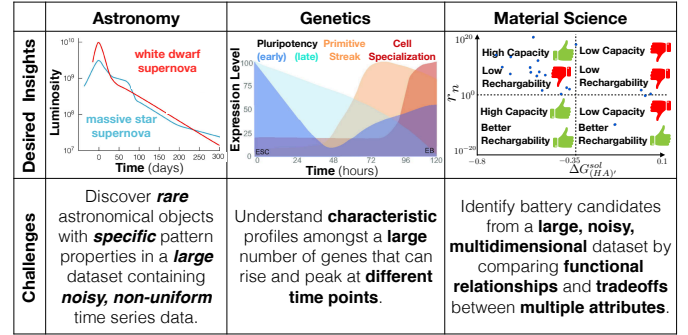 Astronomy
Genetics
Material Science
Desired Insights
Luminosity
10^10
10^9
10^8
10^7
white dwarf
supernova
massive star
supernova
0 50 100 200 300
Time (days)
Expression Level
100
75
50
25
0
Pluripotency
(early) (late)
Primitive
Streak
Cell
Specialization
ESC
EB
0 24 48 72 96 120
Time (hours)
r_n
10^20
10^0
10^-20
High Capacity
Low
Rechargability
Low Capacity
Low
Rechargability
High Capacity
Better
Rechargability
Low Capacity
Better
Rechargability
-0.8 -0.35 0.1
ΔG^sol_(HA)′
Challenges
Discover rare
astronomical objects
with specific pattern
properties in a large
dataset containing
noisy, non-uniform
time series data.
Understand characteristic
profiles amongst a large
number of genes that can
rise and peak at different
time points.
Identify battery candidates
from a large, noisy,
multidimensional dataset by
comparing functional
relationships and tradeoffs
between multiple attributes.